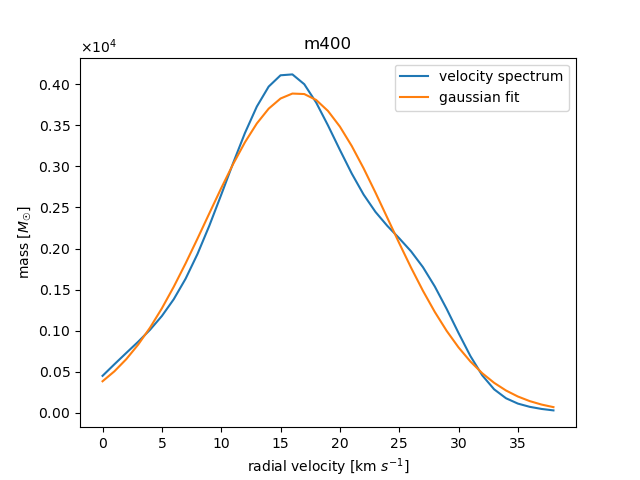 m400
×10⁴
velocity spectrum
gaussian fit
0.40
0.35
0.30
0.25
0.20
0.15
0.10
0.05
0.00
mass [M☉]
0 5 10 15 20 25 30 35
radial velocity [km s⁻¹]